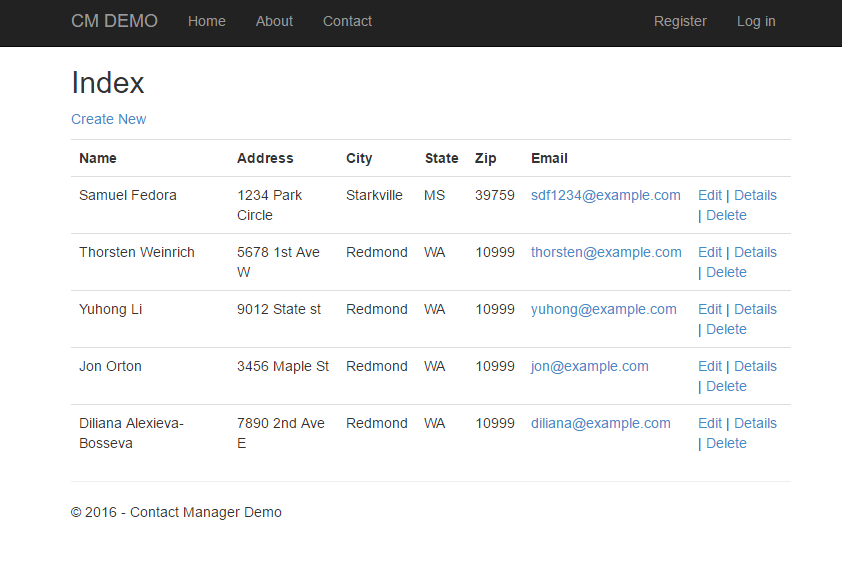 CM DEMO Home About Contact Register Log in
Index
Create New
Name Address City State Zip Email
Samuel Fedora 1234 Park Starkville MS 39759 sdf1234@example.com Edit | Details
Circle | Delete
Thorsten Weinrich 5678 1st Ave Redmond WA 10999 thorsten@example.com Edit | Details
W | Delete
Yuhong Li 9012 State st Redmond WA 10999 yuhong@example.com Edit | Details
| Delete
Jon Orton 3456 Maple St Redmond WA 10999 jon@example.com Edit | Details
| Delete
Diliana Alexieva- 7890 2nd Ave Redmond WA 10999 diliana@example.com Edit | Details
Bosseva E | Delete
© 2016 - Contact Manager Demo